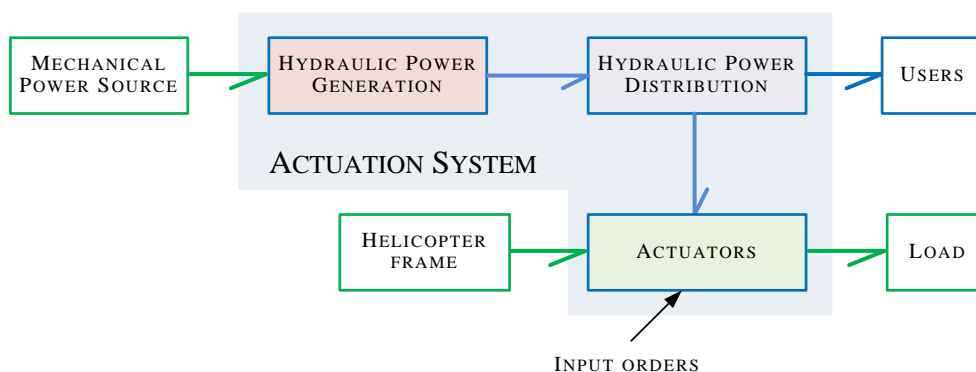 MECHANICAL
POWER SOURCE
HYDRAULIC POWER
GENERATION
HYDRAULIC POWER
DISTRIBUTION
USERS
ACTUATION SYSTEM
HELICOPTER
FRAME
ACTUATORS
LOAD
INPUT ORDERS